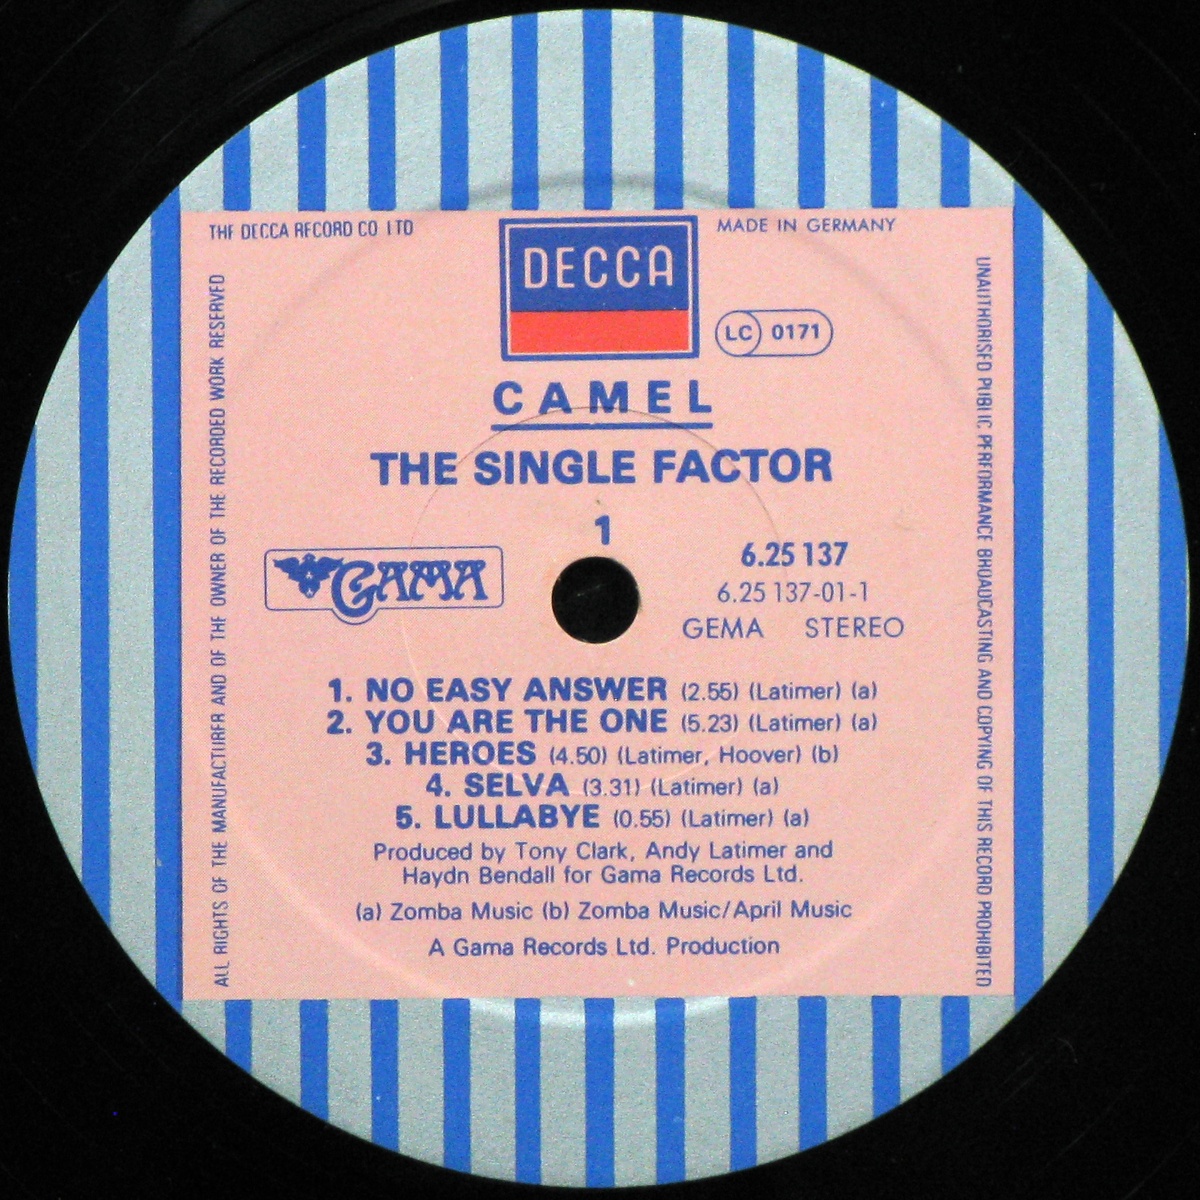 THE DECCA RECORD CO LTD
MADE IN GERMANY
DECCA
LC 0171
CAMEL
THE SINGLE FACTOR
1
GAMA
6.25 137
6.25 137-01-1
GEMA STEREO
1. NO EASY ANSWER (2.55) (Latimer) (a)
2. YOU ARE THE ONE (5.23) (Latimer) (a)
3. HEROES (4.50) (Latimer, Hoover) (b)
4. SELVA (3.31) (Latimer) (a)
5. LULLABYE (0.55) (Latimer) (a)
Produced by Tony Clark, Andy Latimer and
Haydn Bendall for Gama Records Ltd.
(a) Zomba Music (b) Zomba Music/April Music
A Gama Records Ltd. Production
ALL RIGHTS OF THE MANUFACTURER AND OF THE OWNER OF THE RECORDED WORK RESERVED
UNAUTHORISED PUBLIC PERFORMANCE BROADCASTING AND COPYING OF THIS RECORD PROHIBITED